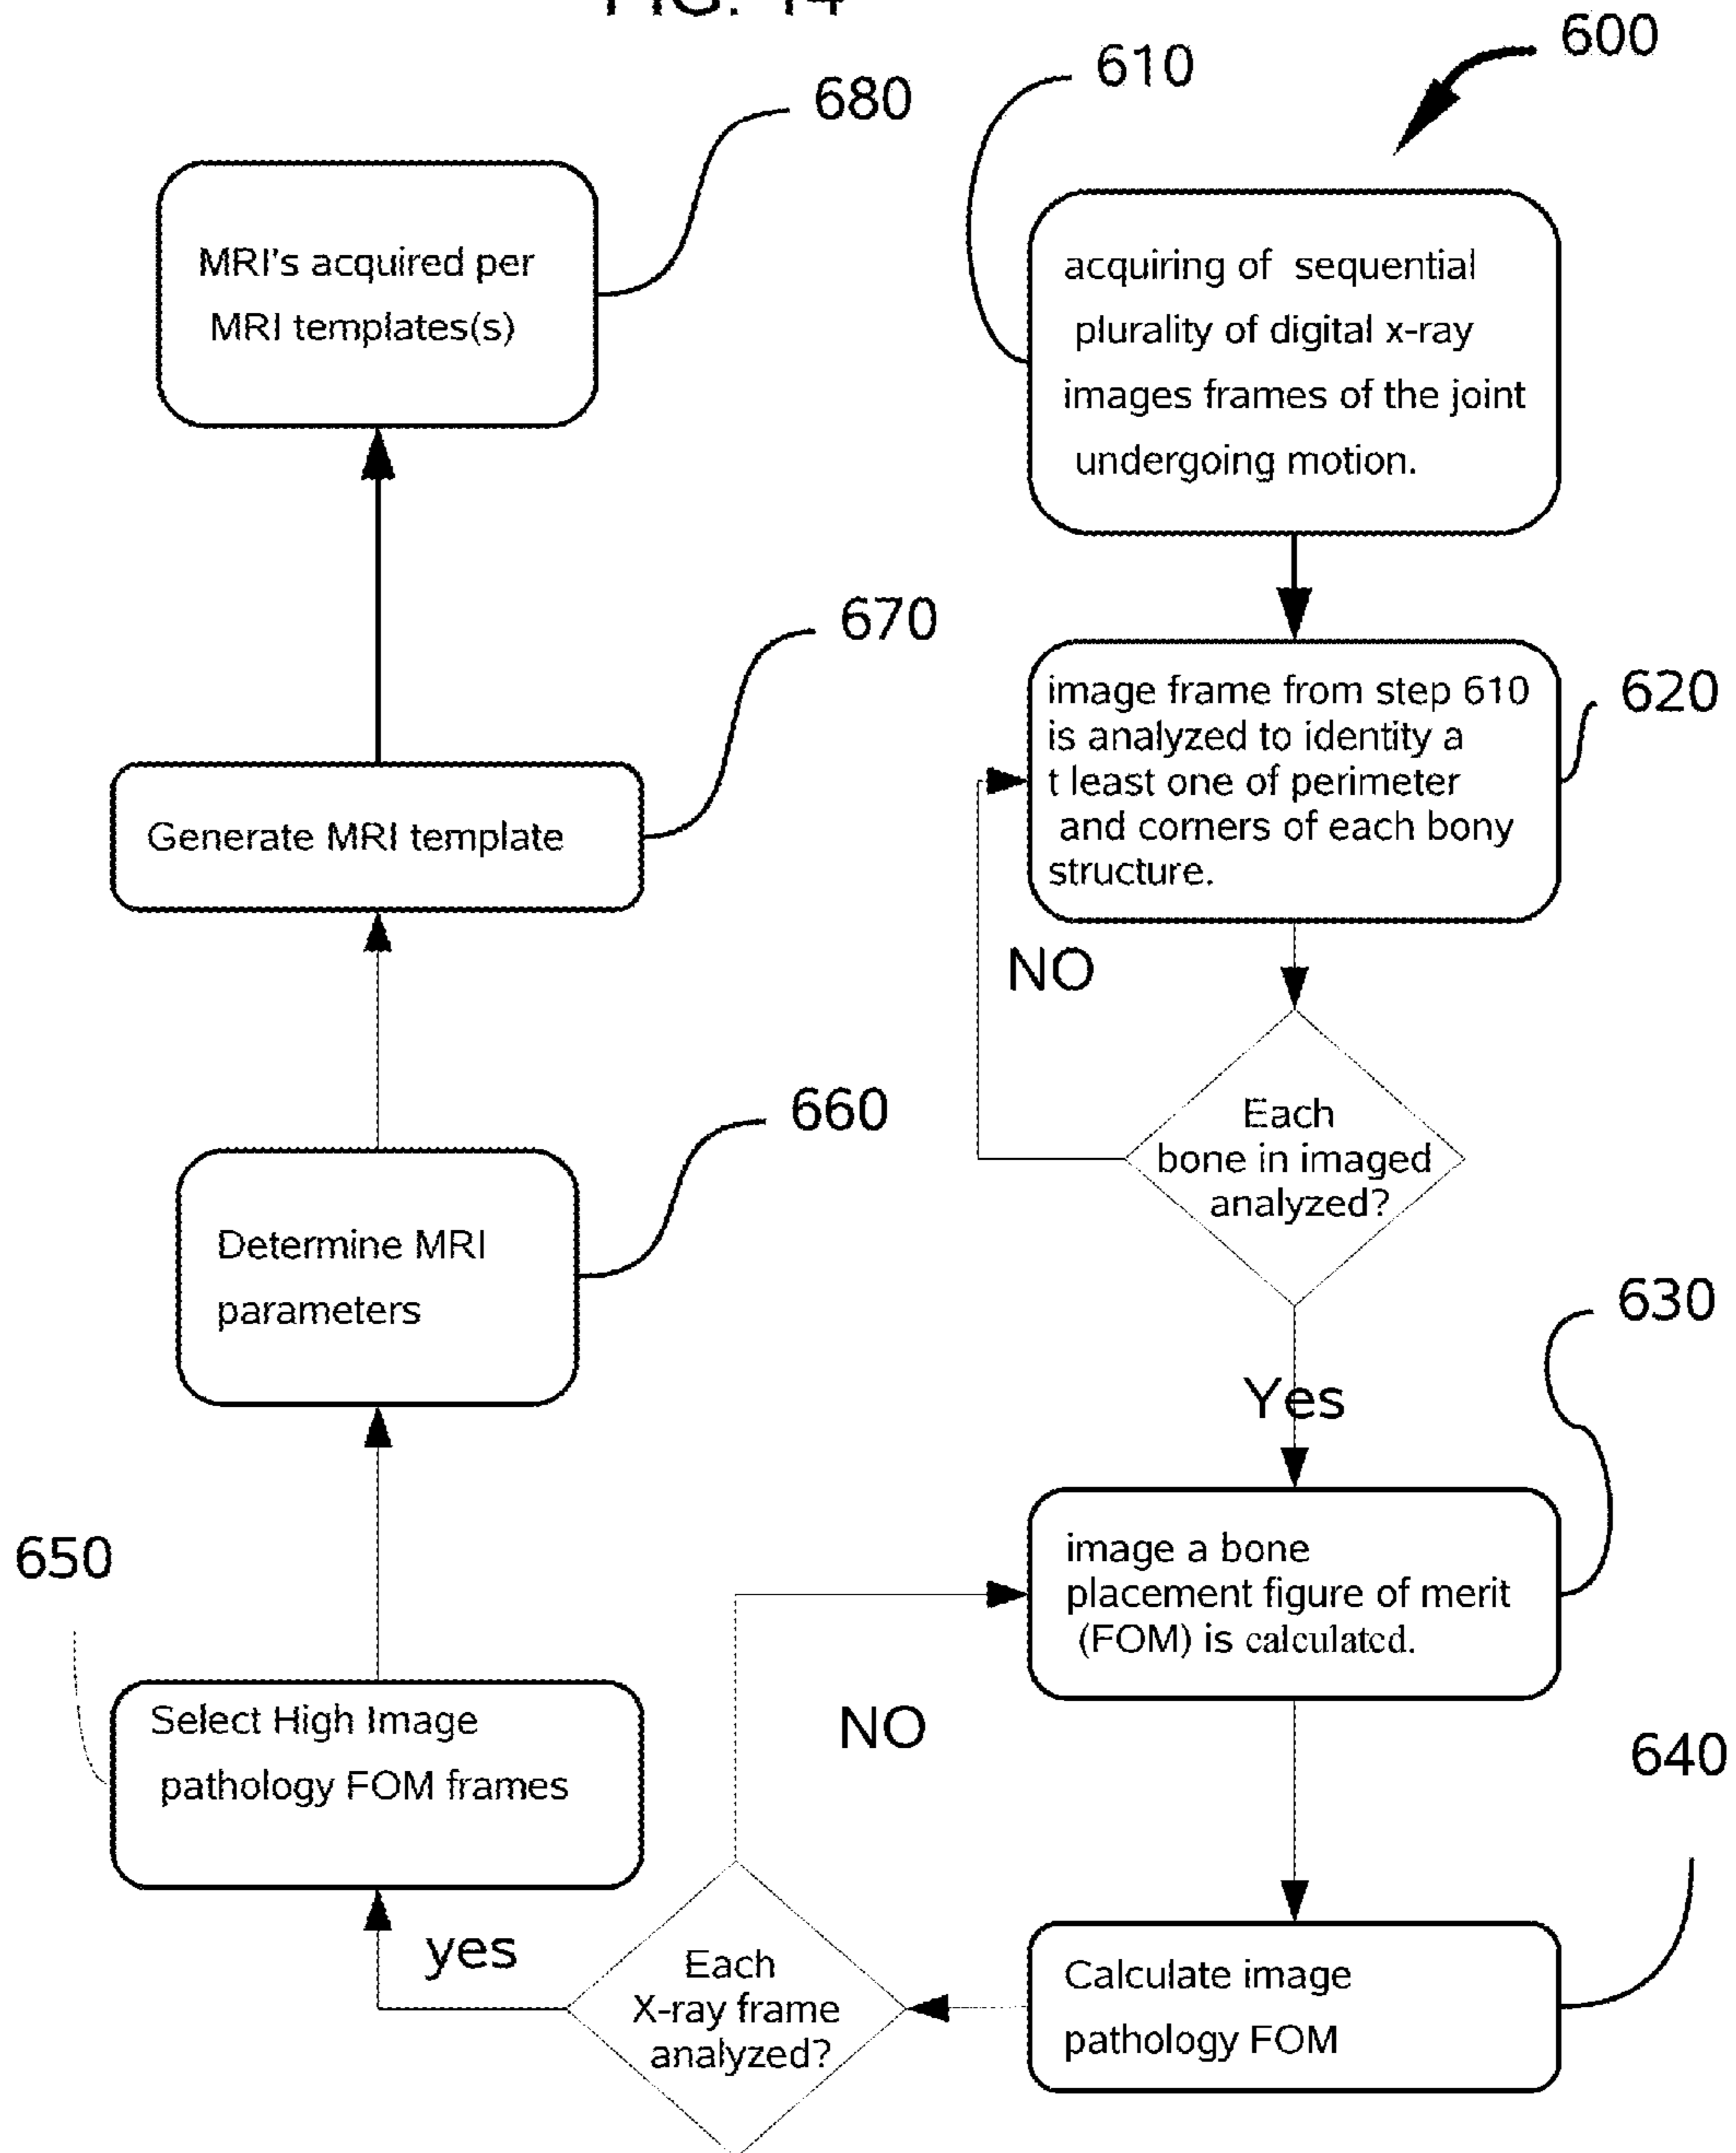 FIG. 14
600
610
acquiring of sequential
plurality of digital x-ray
images frames of the joint
undergoing motion.
620
image frame from step 610
is analyzed to identity a
t least one of perimeter
and corners of each bony
structure.
NO
Each
bone in imaged
analyzed?
Yes
630
image a bone
placement figure of merit
(FOM) is calculated.
640
Calculate image
pathology FOM
Each
X-ray frame
analyzed?
NO
yes
650
Select High Image
pathology FOM frames
660
Determine MRI
parameters
670
Generate MRI template
680
MRI's acquired per
MRI templates(s)